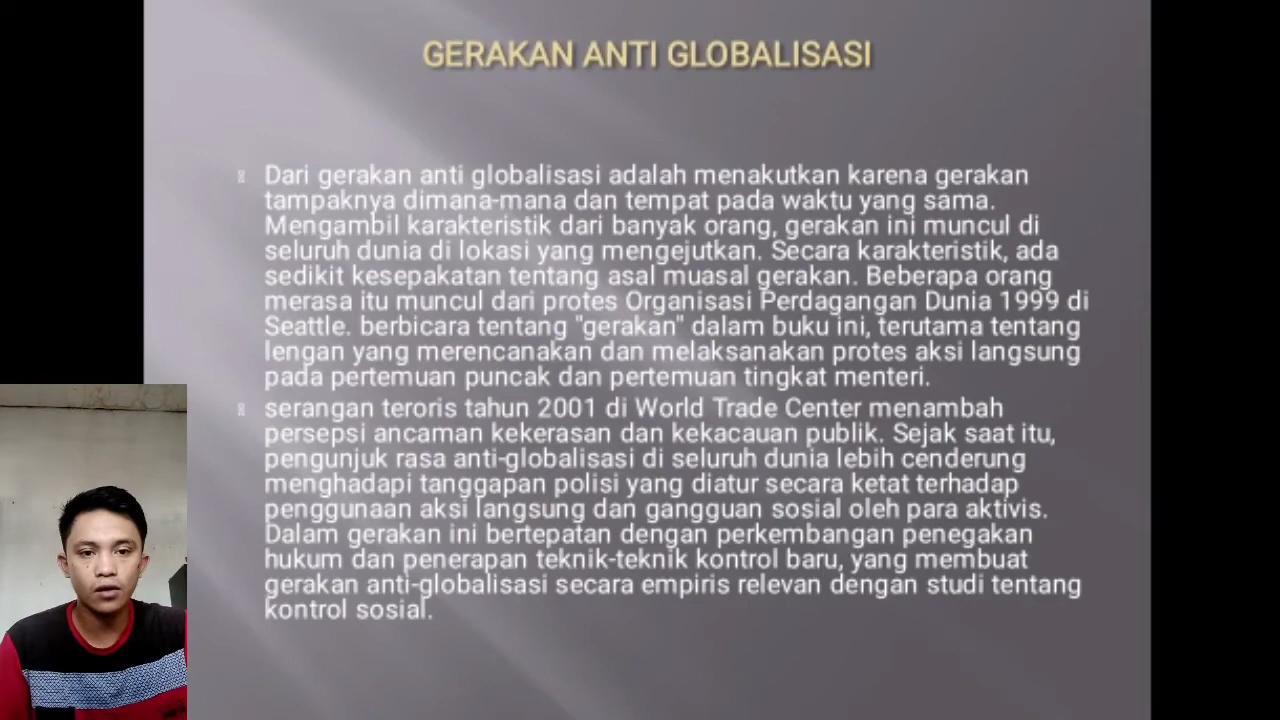 GERAKAN ANTI GLOBALISASI
Dari gerakan anti globalisasi adalah menakutkan karena gerakan
tampaknya dimana-mana dan tempat pada waktu yang sama.
Mengambil karakteristik dari banyak orang, gerakan ini muncul di
seluruh dunia di lokasi yang mengejutkan. Secara karakteristik, ada
sedikit kesepakatan tentang asal muasal gerakan. Beberapa orang
merasa itu muncul dari protes Organisasi Perdagangan Dunia 1999 di
Seattle. berbicara tentang "gerakan" dalam buku ini, terutama tentang
lengan yang merencanakan dan melaksanakan protes aksi langsung
pada pertemuan puncak dan pertemuan tingkat menteri.
serangan teroris tahun 2001 di World Trade Center menambah
persepsi ancaman kekerasan dan kekacauan publik. Sejak saat itu,
pengunjuk rasa anti-globalisasi di seluruh dunia lebih cenderung
menghadapi tanggapan polisi yang diatur secara ketat terhadap
penggunaan aksi langsung dan gangguan sosial oleh para aktivis.
Dalam gerakan ini bertepatan dengan perkembangan penegakan
hukum dan penerapan teknik-teknik kontrol baru, yang membuat
gerakan anti-globalisasi secara empiris relevan dengan studi tentang
kontrol sosial.